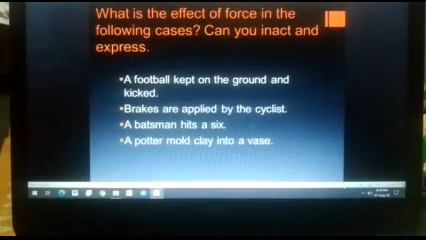 What is the effect of force in the
following cases? Can you inact and
express.
▪A football kept on the ground and
kicked.
▪Brakes are applied by the cyclist.
▪A batsman hits a six.
▪A potter mold clay into a vase.